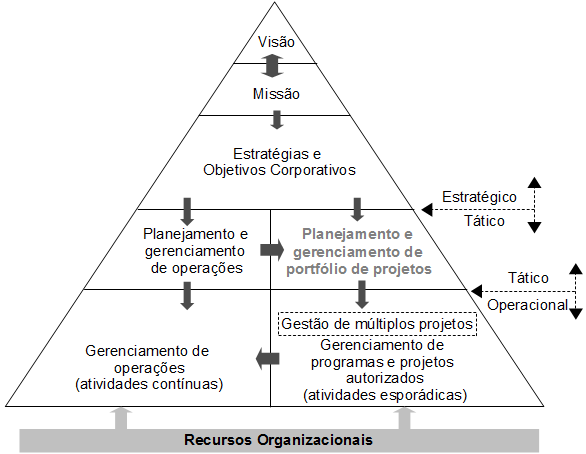 Visão
Missão
Estratégias e
Objetivos Corporativos
Estratégico
Tático
Planejamento e
gerenciamento
de operações
Planejamento e
gerenciamento de
portfólio de projetos
Tático
Operacional
Gestão de múltiplos projetos
Gerenciamento de
operações
(atividades contínuas)
Gerenciamento de
programas e projetos
autorizados
(atividades esporádicas)
Recursos Organizacionais